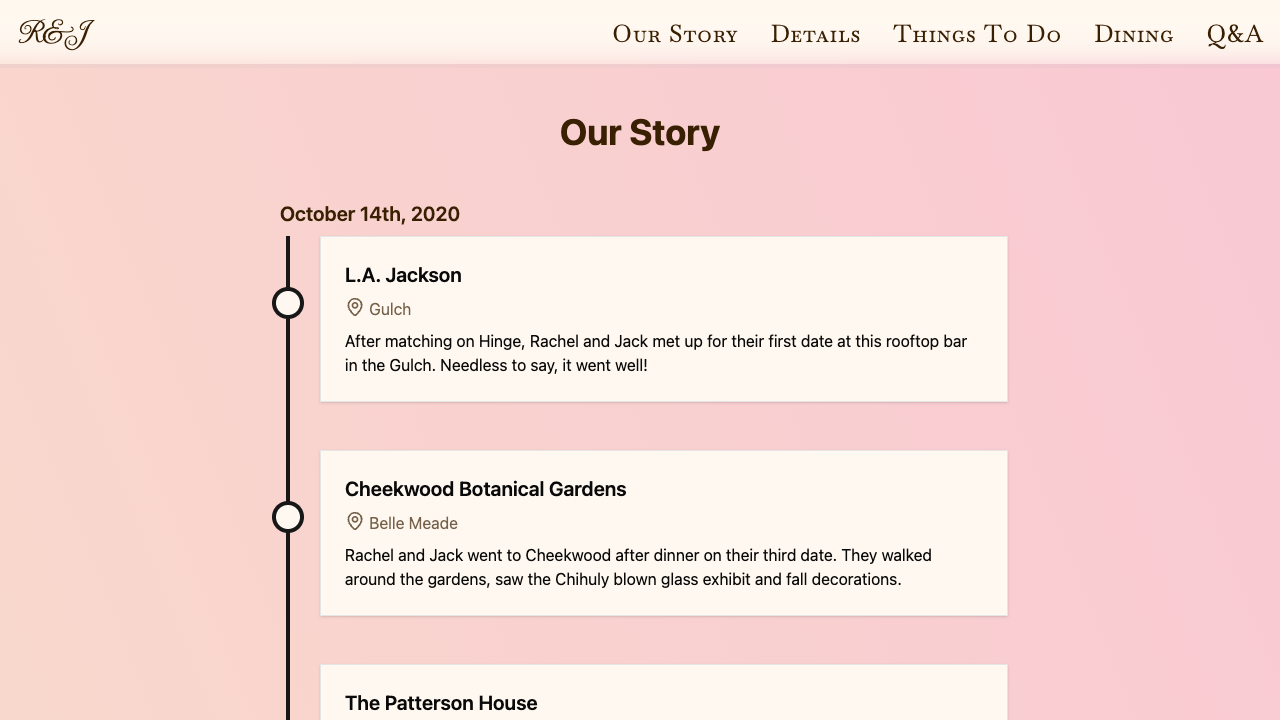 R&J
Our Story Details Things To Do Dining Q&A
Our Story
October 14th, 2020
L.A. Jackson
Gulch
After matching on Hinge, Rachel and Jack met up for their first date at this rooftop bar
in the Gulch. Needless to say, it went well!
Cheekwood Botanical Gardens
Belle Meade
Rachel and Jack went to Cheekwood after dinner on their third date. They walked
around the gardens, saw the Chihuly blown glass exhibit and fall decorations.
The Patterson House